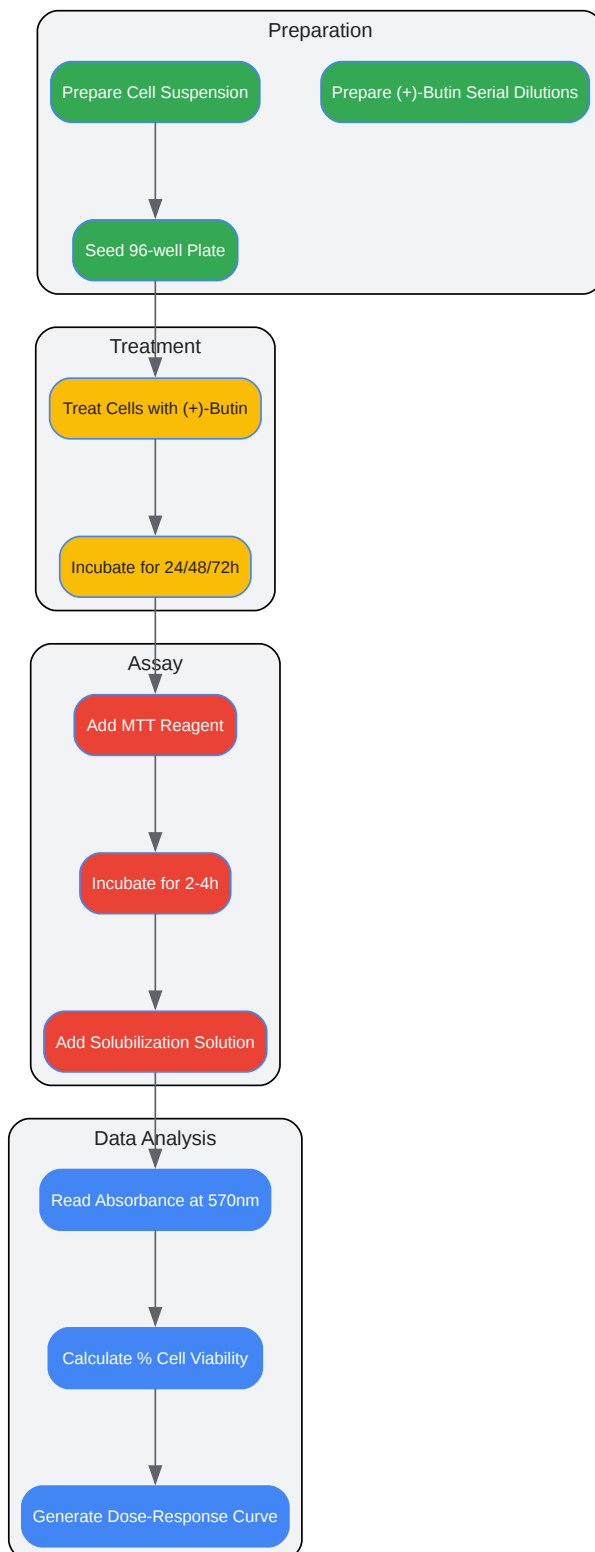 Preparation
Prepare Cell Suspension
Prepare (+)-Butin Serial Dilutions
Seed 96-well Plate
Treatment
Treat Cells with (+)-Butin
Incubate for 24/48/72h
Assay
Add MTT Reagent
Incubate for 2-4h
Add Solubilization Solution
Data Analysis
Read Absorbance at 570nm
Calculate % Cell Viability
Generate Dose-Response Curve